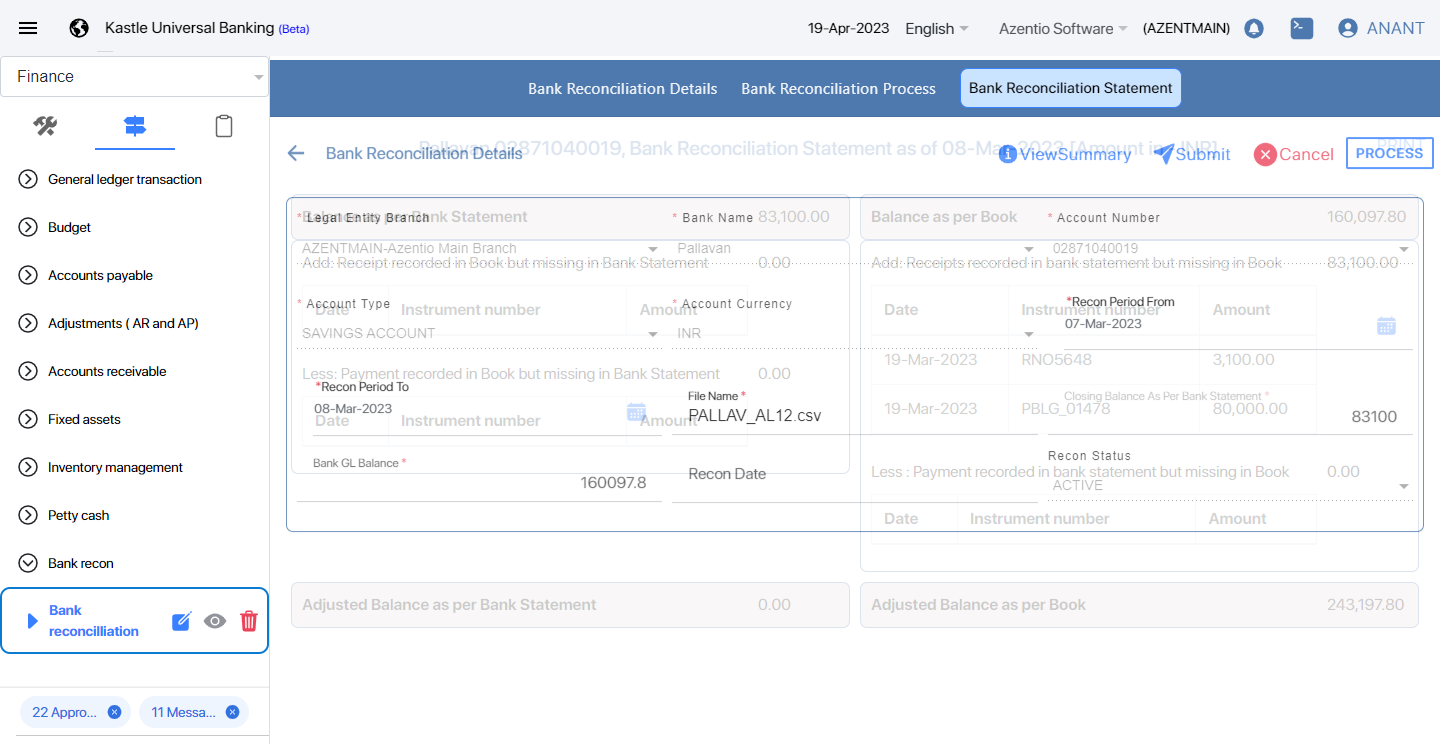 Kastle Universal Banking (Beta)
19-Apr-2023
English
Azentio Software
(AZENTMAIN)
ANANT
Finance
General ledger transaction
Budget
Accounts payable
Adjustments ( AR and AP)
Accounts receivable
Fixed assets
Inventory management
Petty cash
Bank recon
Bank
reconcilliation
22 Appro...
11 Messa...
Bank Reconciliation Details
Bank Reconciliation Process
Bank Reconciliation Statement
Bank Reconciliation Details
Pallavan 02871040019, Bank Reconciliation Statement as of 08-Mar-2023 [Amount in : INR]
ViewSummary
Submit
Cancel
PRINT
PROCESS
* Legal Entity Branch
AZENTMAIN-Azentio Main Branch
* Bank Name
Pallavan
* Account Number
02871040019
* Account Type
SAVINGS ACCOUNT
* Account Currency
INR
*Recon Period From
07-Mar-2023
*Recon Period To
08-Mar-2023
File Name *
PALLAV_AL12.csv
Closing Balance As Per Bank Statement *
83100
Bank GL Balance *
160097.8
Recon Date
Recon Status
ACTIVE
Balance as per Bank Statement 83,100.00
Add: Receipt recorded in Book but missing in Bank Statement 0.00
Date Instrument number Amount
Less: Payment recorded in Book but missing in Bank Statement 0.00
Date Instrument number Amount
Balance as per Book 160,097.80
Add: Receipts recorded in bank statement but missing in Book 83,100.00
Date Instrument number Amount
19-Mar-2023 RNO5648 3,100.00
19-Mar-2023 PBLG_01478 80,000.00
Less : Payment recorded in bank statement but missing in Book 0.00
Date Instrument number Amount
Adjusted Balance as per Bank Statement 0.00
Adjusted Balance as per Book 243,197.80